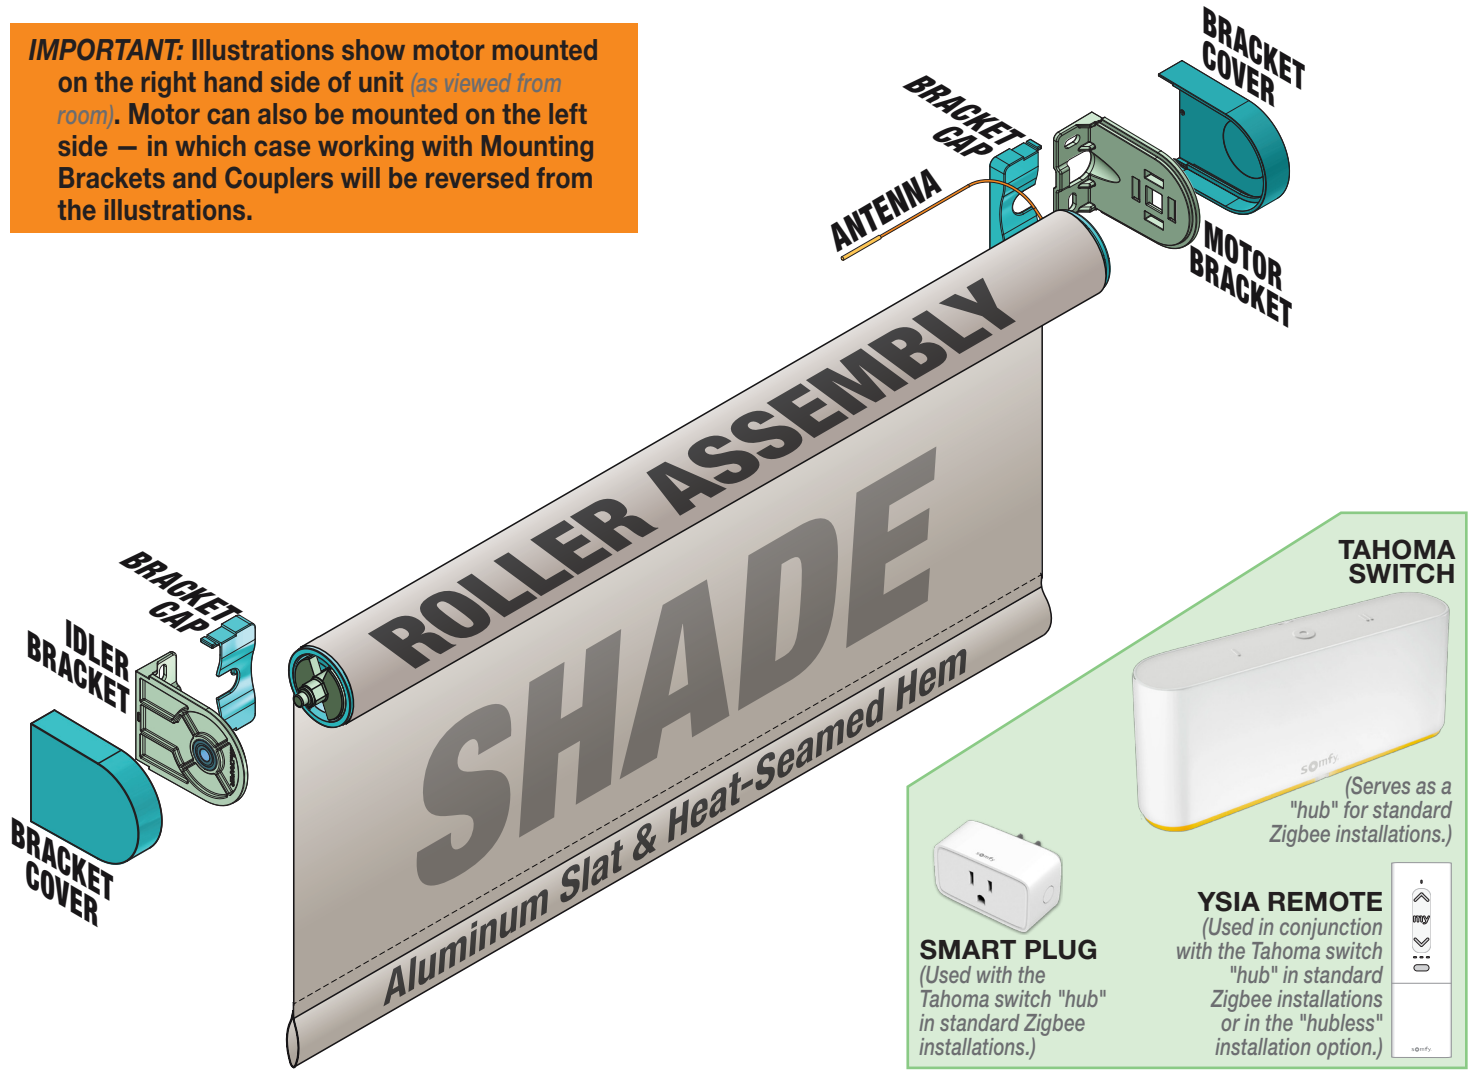 IMPORTANT: Illustrations show motor mounted
on the right hand side of unit (as viewed from
room). Motor can also be mounted on the left
side — in which case working with Mounting
Brackets and Couplers will be reversed from
the illustrations.
BRACKET
COVER
BRACKET
CAP
ANTENNA
MOTOR
BRACKET
ROLLER ASSEMBLY
SHADE
Aluminum Slat & Heat-Seamed Hem
BRACKET
CAP
IDLER
BRACKET
BRACKET
COVER
TAHOMA
SWITCH
somfy.
(Serves as a
"hub" for standard
Zigbee installations.)
somfy.
SMART PLUG
(Used with the
Tahoma switch "hub"
in standard Zigbee
installations.)
YSIA REMOTE
(Used in conjunction
with the Tahoma switch
"hub" in standard
Zigbee installations
or in the "hubless"
installation option.)
my
somfy.